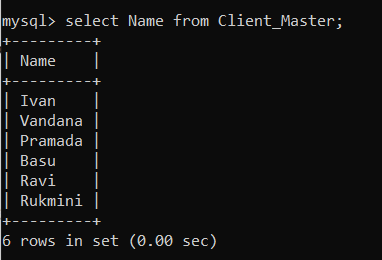 mysql> select Name from Client_Master;
+---------+
| Name    |
+---------+
| Ivan    |
| Vandana |
| Pramada |
| Basu    |
| Ravi    |
| Rukmini |
+---------+
6 rows in set (0.00 sec)